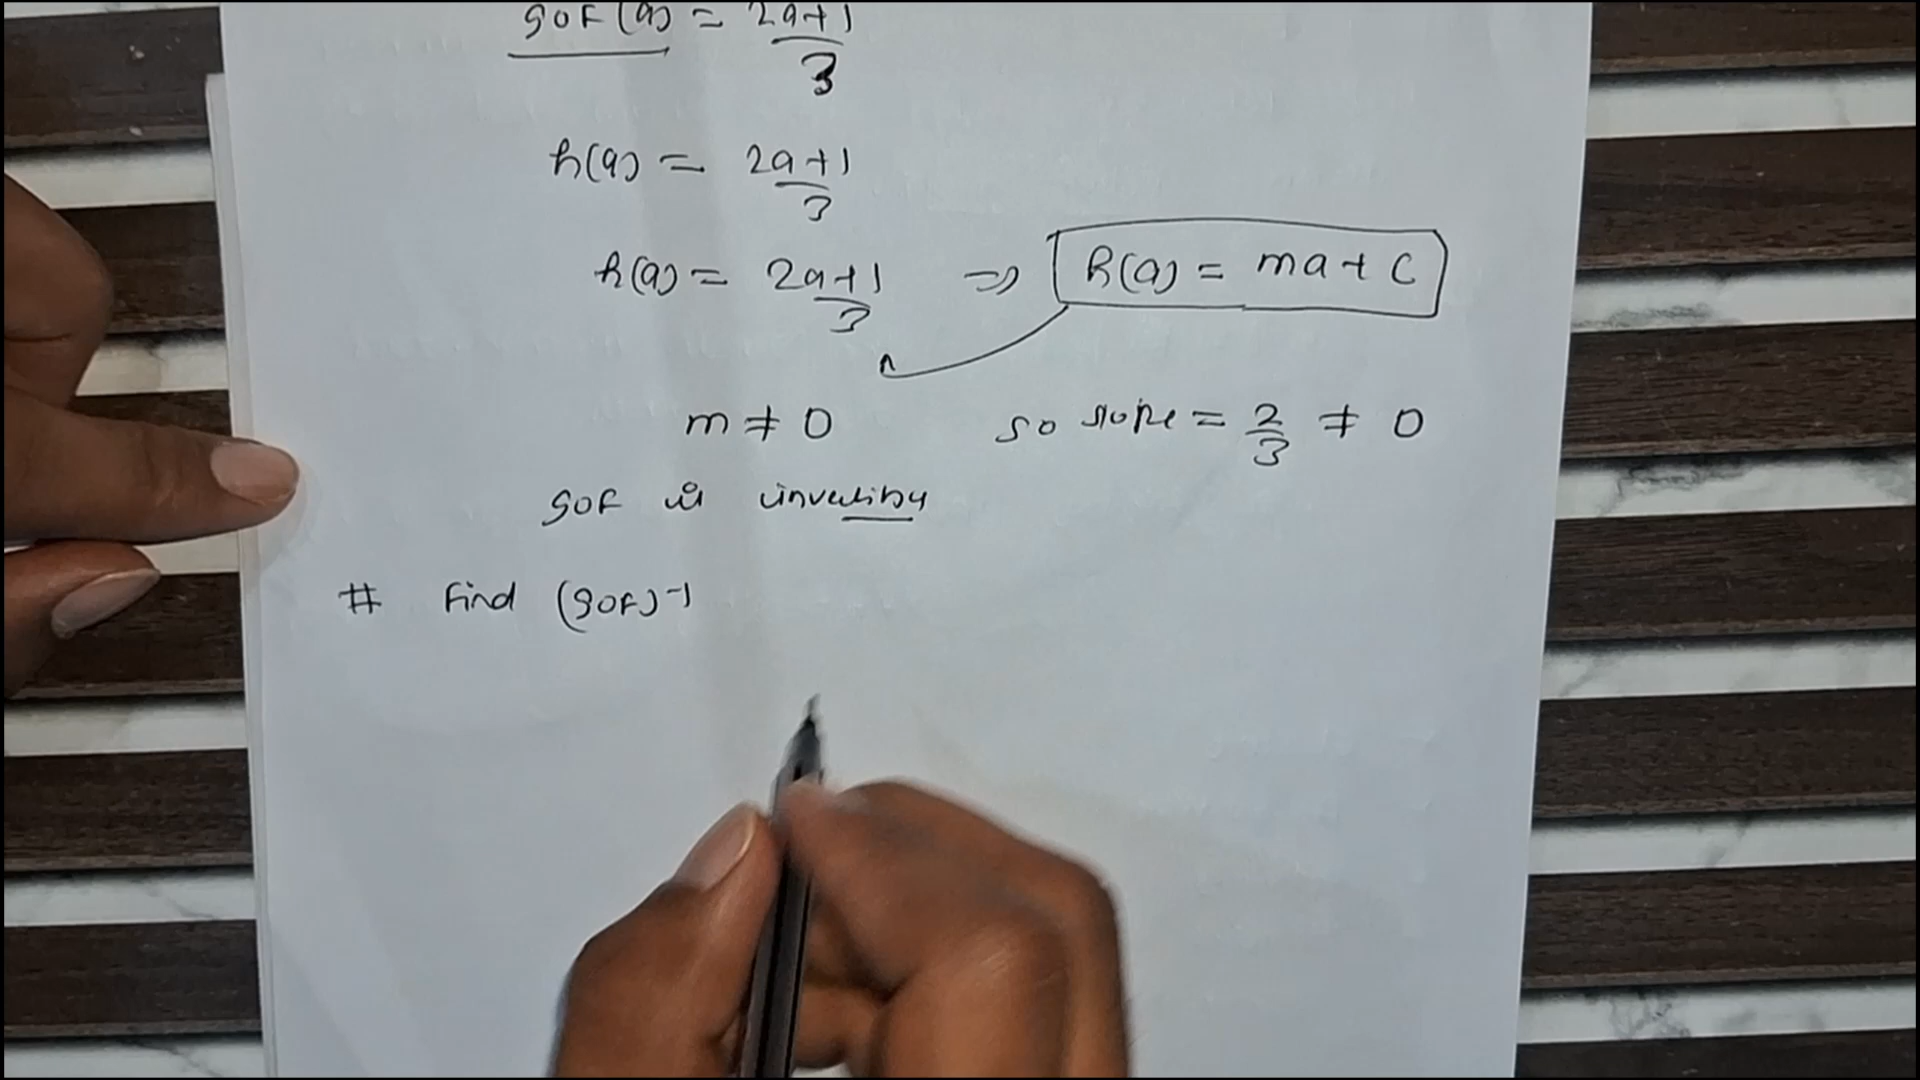 gof(a) = 2a+1/3
h(a) = 2a+1/3
h(a) = 2a+1/3 => h(a) = ma + c
m ≠ 0 so slope = 2/3 ≠ 0
gof is
# Find (gof)-1